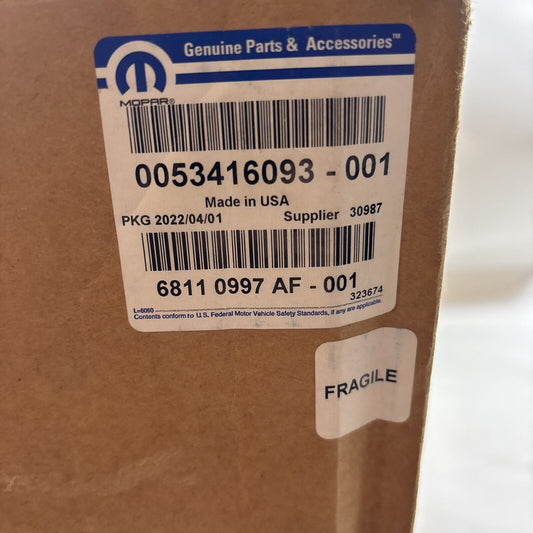 Genuine Parts & Accessories™
MOPAR®
0053416093 - 001
Made in USA
PKG 2022/04/01 Supplier 30987
6811 0997 AF - 001
323674
L=6060
Contents conform to U.S. Federal Motor Vehicle Safety Standards, if any are applicable.
FRAGILE